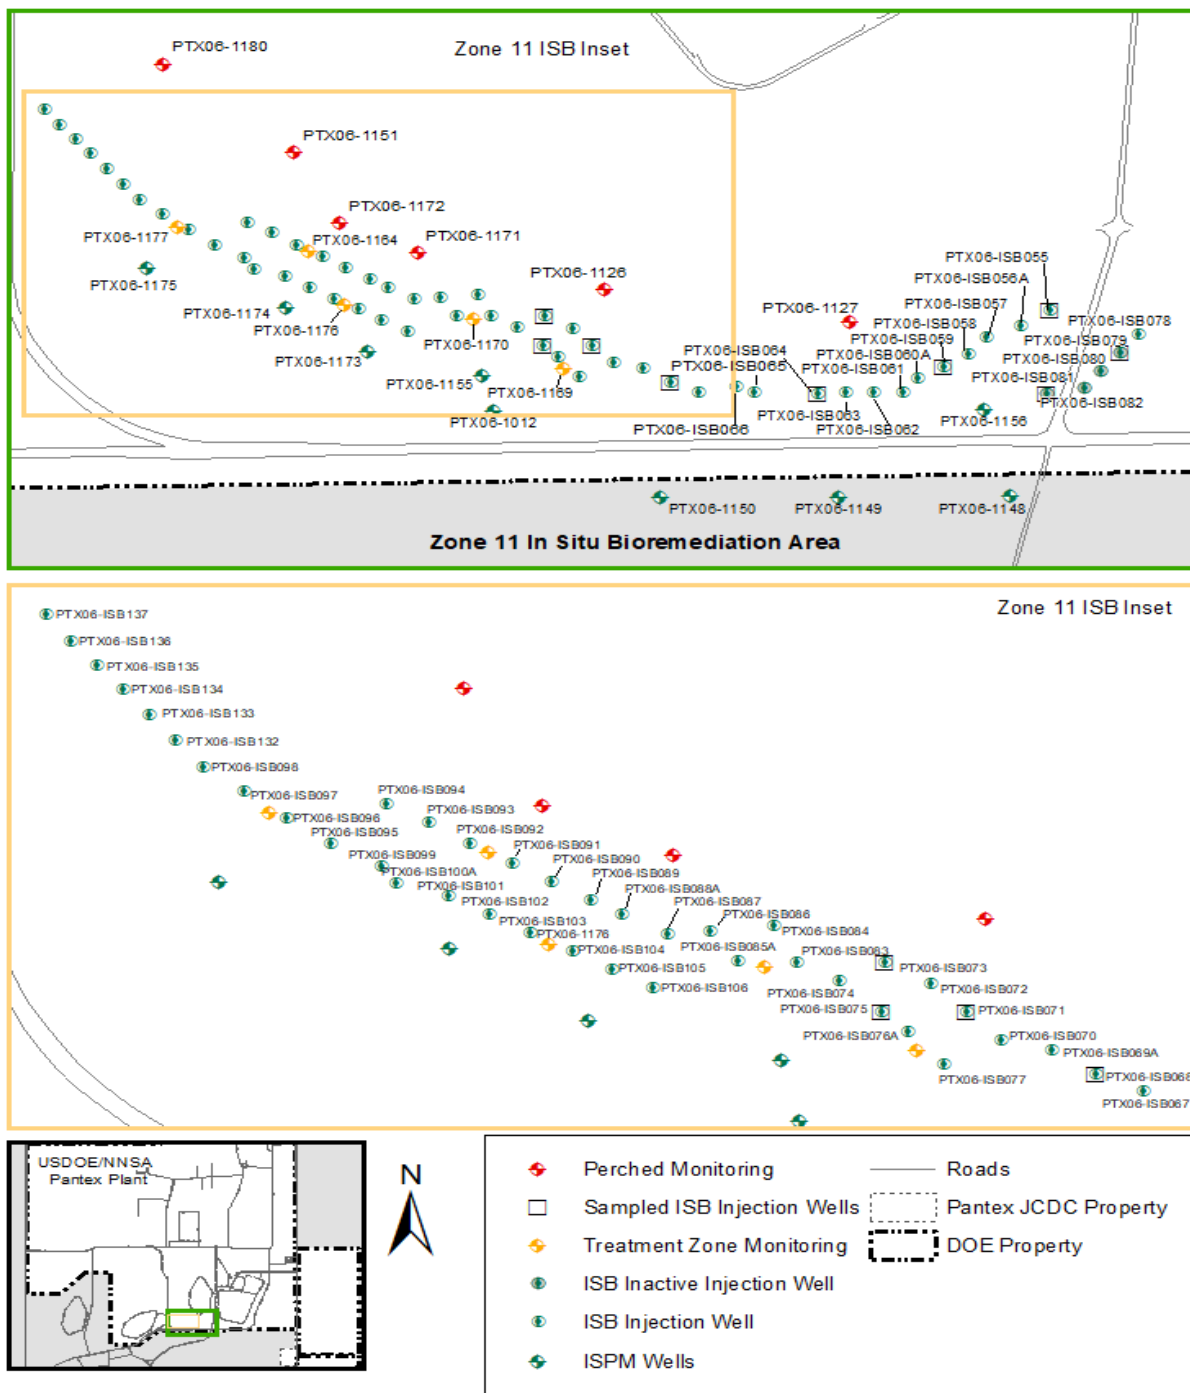 PTX06-1180
Zone 11 ISB Inset
PTX06-1151
PTX06-1172
PTX06-1177
PTX06-1164
PTX06-1171
PTX06-ISB055
PTX06-1126
PTX06-ISB056A
PTX06-1175
PTX06-1127
PTX06-ISB057
PTX06-1174
PTX06-ISB058
PTX06-ISB078
PTX06-1176
PTX06-ISB059
PTX06-ISB079
PTX06-1170
PTX06-ISB064
PTX06-ISB060A
PTX06-ISB080
PTX06-1173
PTX06-ISB065
PTX06-ISB061
PTX06-ISB081
PTX06-1155
PTX06-1169
PTX06-ISB082
PTX06-1012
PTX06-ISB063
PTX06-1156
PTX06-ISB066
PTX06-ISB062
PTX06-1150
PTX06-1149
PTX06-1148
Zone 11 In Situ Bioremediation Area
Zone 11 ISB Inset
PTX06-ISB137
PTX06-ISB136
PTX06-ISB135
PTX06-ISB134
PTX06-ISB133
PTX06-ISB132
PTX06-ISB098
PTX06-ISB097
PTX06-ISB094
PTX06-ISB096
PTX06-ISB093
PTX06-ISB095
PTX06-ISB092
PTX06-ISB091
PTX06-ISB099
PTX06-ISB090
PTX06-ISB100A
PTX06-ISB089
PTX06-ISB101
PTX06-ISB088A
PTX06-ISB102
PTX06-ISB087
PTX06-ISB103
PTX06-ISB086
PTX06-1176
PTX06-ISB084
PTX06-ISB104
PTX06-ISB085A
PTX06-ISB083
PTX06-ISB105
PTX06-ISB073
PTX06-ISB106
PTX06-ISB074
PTX06-ISB072
PTX06-ISB075
PTX06-ISB071
PTX06-ISB076A
PTX06-ISB070
PTX06-ISB069A
PTX06-ISB077
PTX06-ISB068
PTX06-ISB067
USDOE/NNSA
Pantex Plant
N
Perched Monitoring
Sampled ISB Injection Wells
Treatment Zone Monitoring
ISB Inactive Injection Well
ISB Injection Well
ISPM Wells
Roads
Pantex JCDC Property
DOE Property